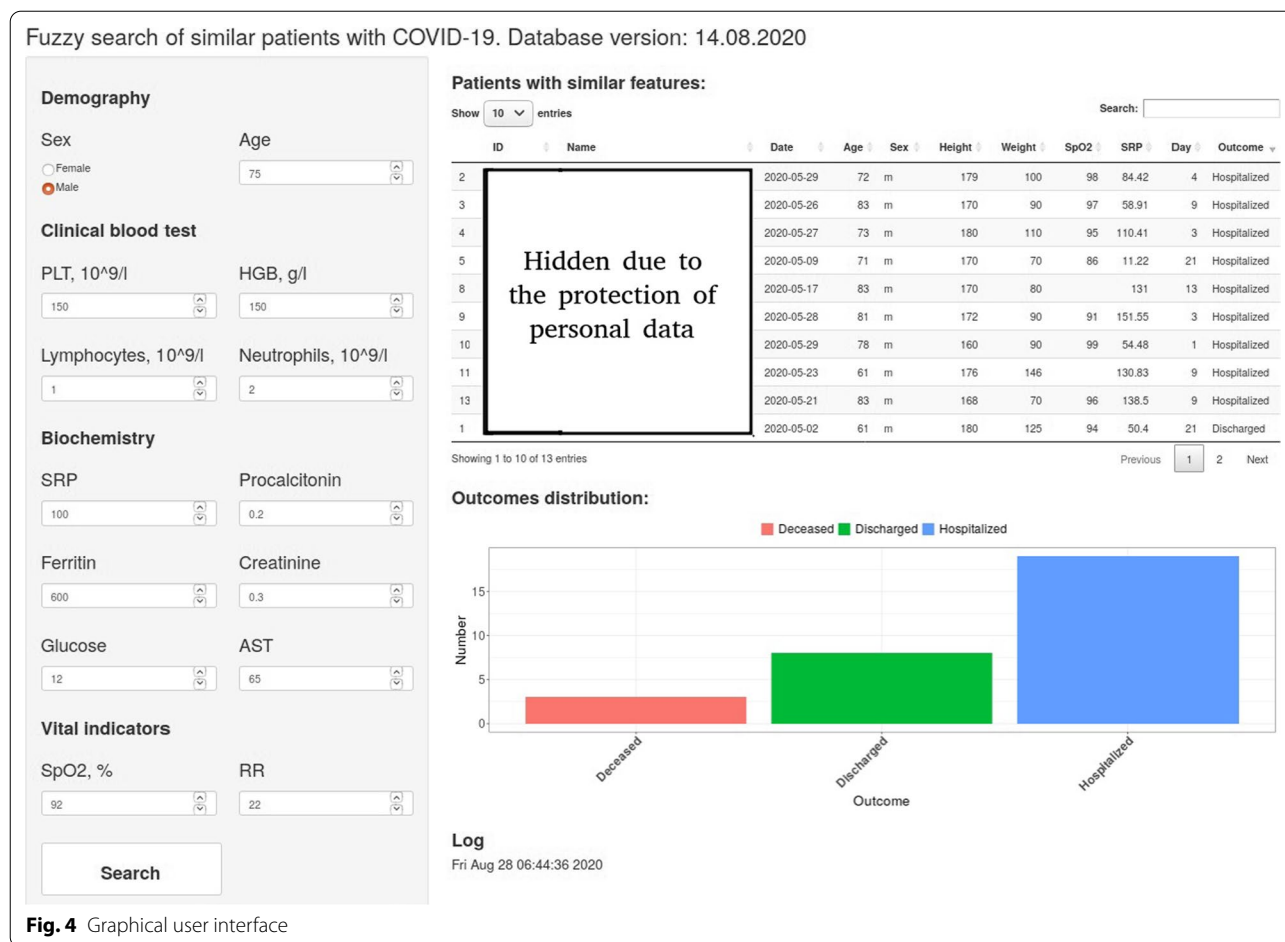 Fuzzy search of similar patients with COVID-19. Database version: 14.08.2020
Demography
Sex Age
Female
Male
75
Clinical blood test
PLT, 10^9/l HGB, g/l
150 150
Lymphocytes, 10^9/l Neutrophils, 10^9/l
1 2
Biochemistry
SRP Procalcitonin
100 0.2
Ferritin Creatinine
600 0.3
Glucose AST
12 65
Vital indicators
SpO2, % RR
92 22
Search
Patients with similar features:
Show 10 entries Search:
ID Name Date Age Sex Height Weight SpO2 SRP Day Outcome
2 2020-05-29 72 m 179 100 98 84.42 4 Hospitalized
3 2020-05-26 83 m 170 90 97 58.91 9 Hospitalized
4 2020-05-27 73 m 180 110 95 110.41 3 Hospitalized
5 2020-05-09 71 m 170 70 86 11.22 21 Hospitalized
8 2020-05-17 83 m 170 80 131 13 Hospitalized
9 2020-05-28 81 m 172 90 91 151.55 3 Hospitalized
10 2020-05-29 78 m 160 90 99 54.48 1 Hospitalized
11 2020-05-23 61 m 176 146 130.83 9 Hospitalized
13 2020-05-21 83 m 168 70 96 138.5 9 Hospitalized
1 2020-05-02 61 m 180 125 94 50.4 21 Discharged
Hidden due to
the protection of
personal data
Showing 1 to 10 of 13 entries Previous 1 2 Next
Outcomes distribution:
Deceased Discharged Hospitalized
Number
15
10
5
0
Deceased Discharged Hospitalized
Outcome
Log
Fri Aug 28 06:44:36 2020
Fig. 4 Graphical user interface